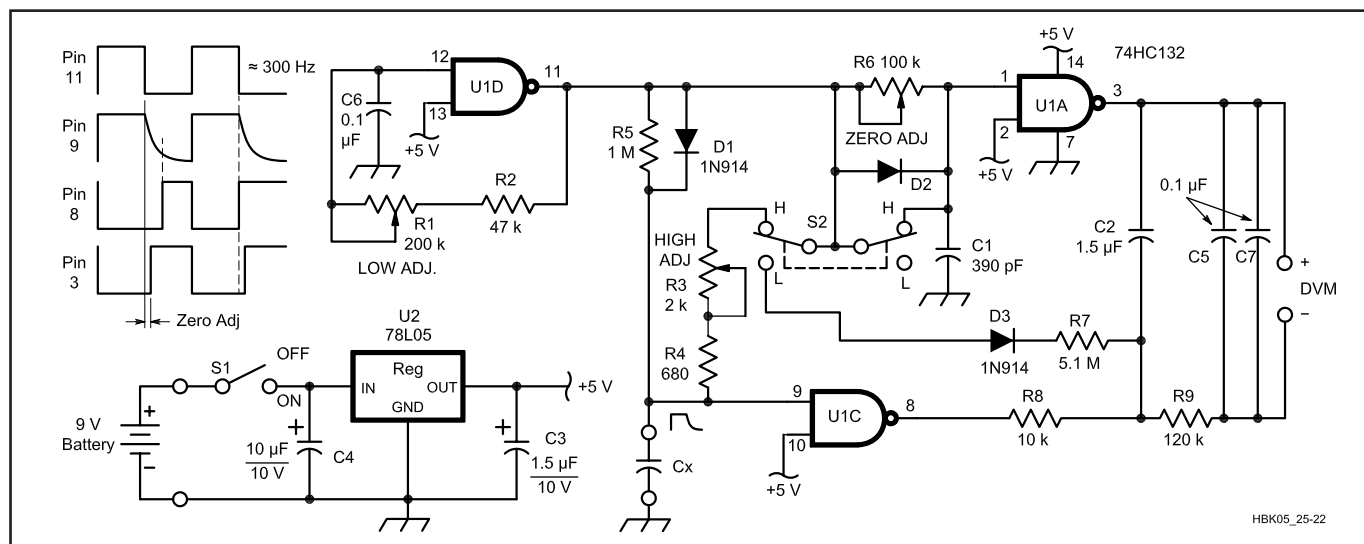 Pin
11
≈ 300 Hz
Pin
9
Pin
8
Pin
3
Zero Adj
12
13
U1D
11
C6
0.1
µF
+5 V
R1
200 k
LOW ADJ.
R2
47 k
R5
1 M
D1
1N914
R6 100 k
ZERO ADJ
D2
+5 V
14
74HC132
1
2
U1A
3
7
+5 V
0.1 µF
C2
1.5 µF
C5
C7
+
DVM
−
H
S2
H
HIGH
ADJ
R3
2 k
L
L
C1
390 pF
R4
680
D3
1N914
R7
5.1 M
U2
78L05
Reg
IN
OUT
GND
S1
OFF
ON
+5 V
9 V
Battery
+
−
+
10 µF
10 V
C4
+
C3
1.5 µF
10 V
9
10
U1C
8
+5 V
Cx
R8
10 k
R9
120 k
HBK05_25-22